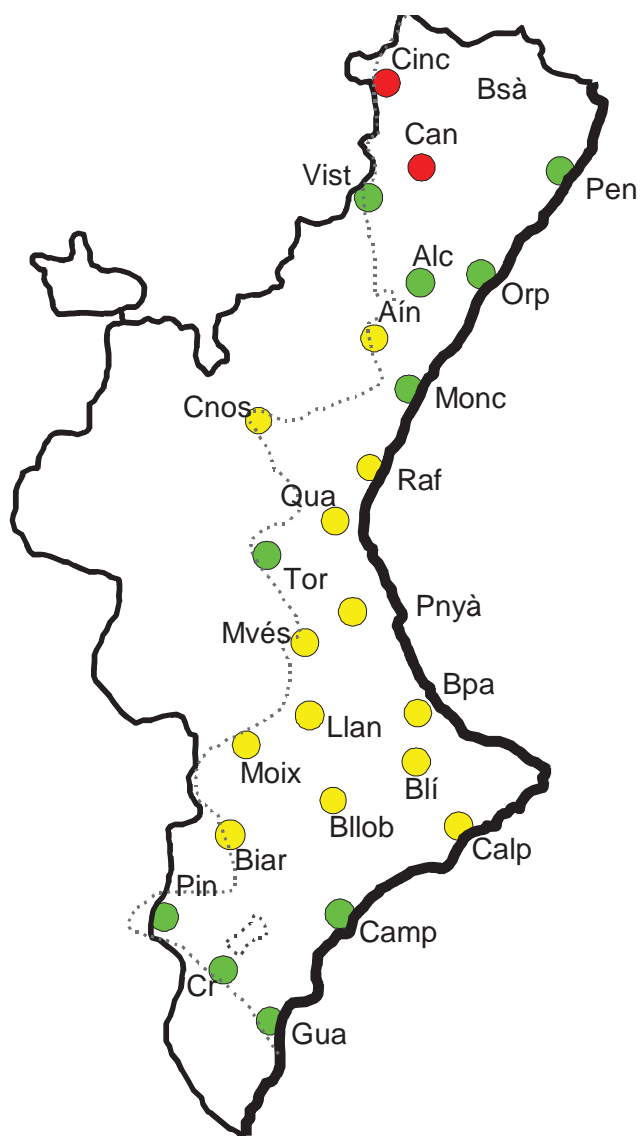 Cinc
Bsà
Can
Vist
Pen
Alc
Orp
Aín
Monc
Cnos
Raf
Qua
Tor
Pnyà
Mvés
Bpa
Llan
Moix
Blí
Bllob
Calp
Biar
Pin
Camp
Cr
Gua